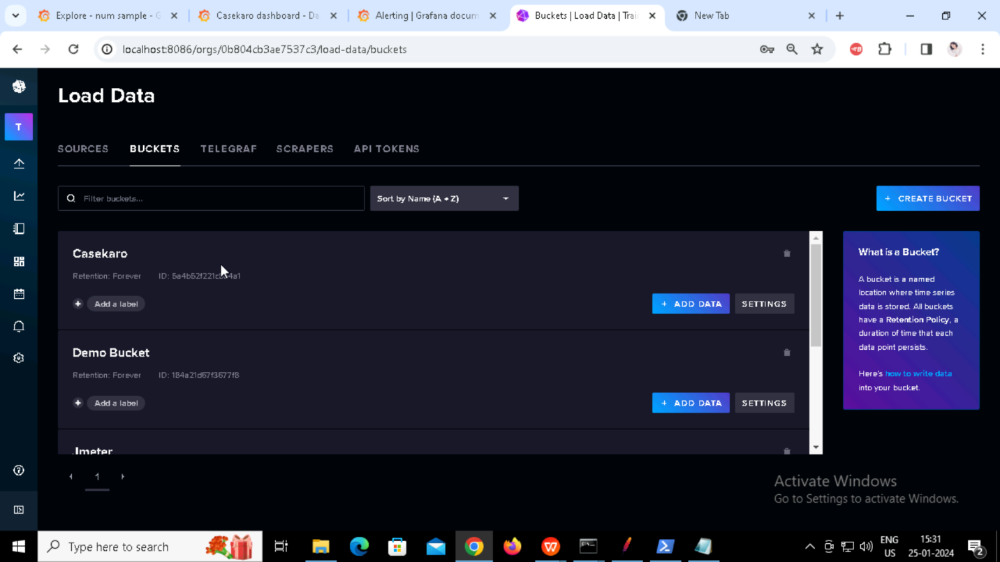 Explore - num sample - G
Casekaro dashboard - Da
Alerting | Grafana docum
Buckets | Load Data | Trai
New Tab
localhost:8086/orgs/0b804cb3ae7537c3/load-data/buckets
Load Data
T
SOURCES
BUCKETS
TELEGRAF
SCRAPERS
API TOKENS
Filter buckets...
Sort by Name (A → Z)
+ CREATE BUCKET
Casekaro
Retention: Forever
ID:
+ Add a label
+ ADD DATA
SETTINGS
Demo Bucket
Retention: Forever
ID: 184a21d67f3677f8
+ Add a label
+ ADD DATA
SETTINGS
Jmeter
What is a Bucket?
A bucket is a named
location where time series
data is stored. All buckets
have a Retention Policy, a
duration of time that each
data point persists.
Here's how to write data
into your bucket.
1
Activate Windows
Go to Settings to activate Windows.
Type here to search
ENG
US
15:31
25-01-2024
2